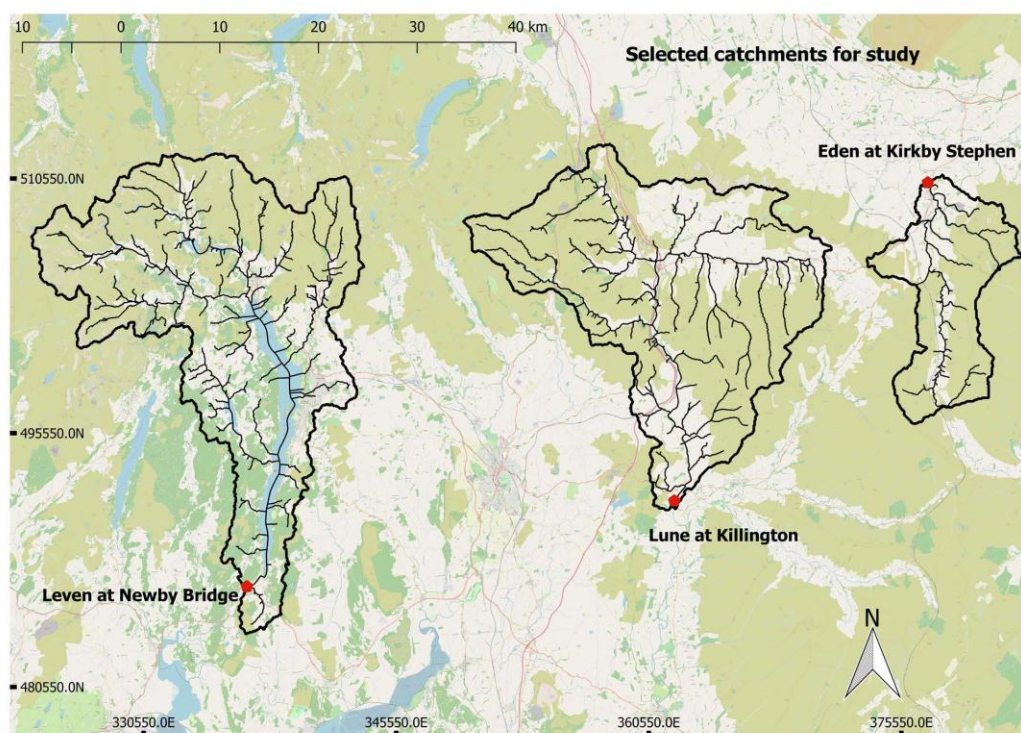 10 0 10 20 30 40 km
Selected catchments for study
Eden at Kirkby Stephen
510550.0N
495550.0N
Lune at Killington
Leven at Newby Bridge
N
480550.0N
330550.0E 345550.0E 360550.0E 375550.0E